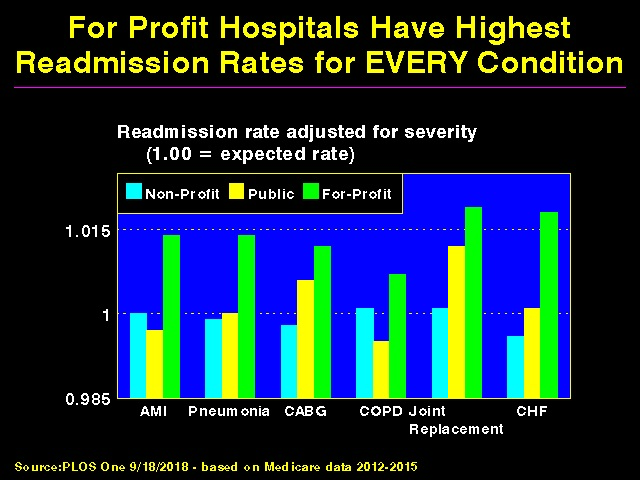 For Profit Hospitals Have Highest
Readmission Rates for EVERY Condition
Readmission rate adjusted for severity
(1.00 = expected rate)
Non-Profit Public For-Profit
1.015
1
0.985
AMI Pneumonia CABG COPD Joint Replacement CHF
Source:PLOS One 9/18/2018 - based on Medicare data 2012-2015